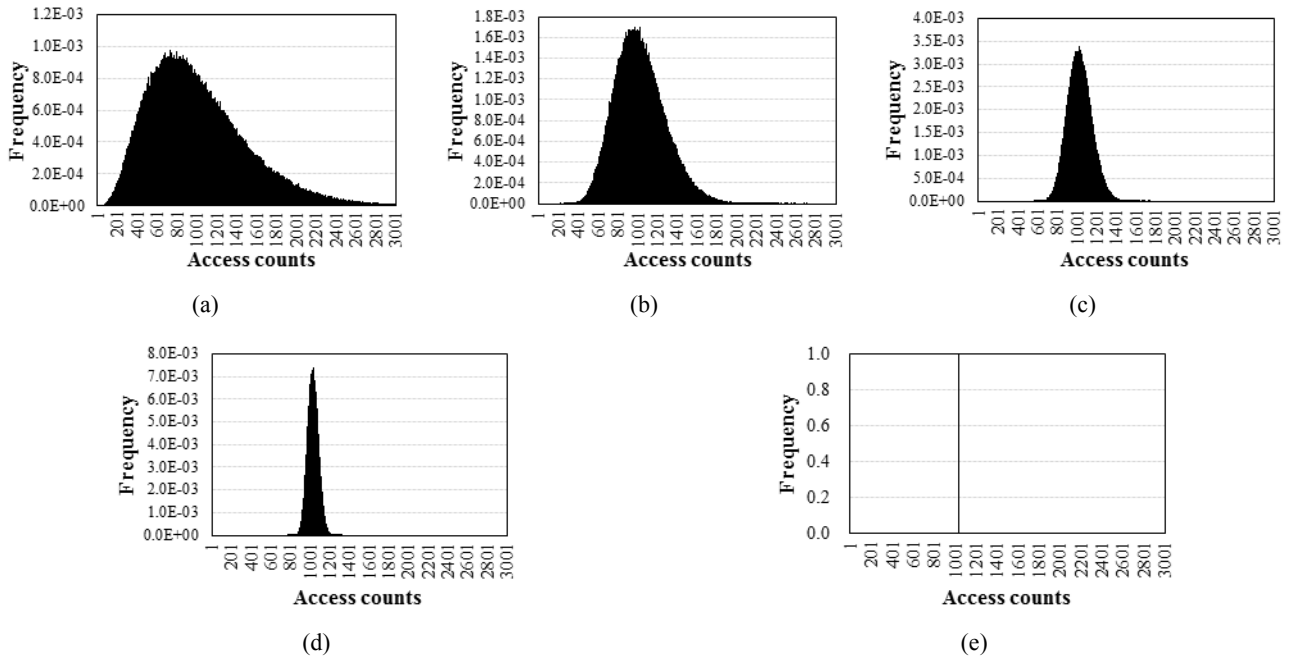 1.2E-03
1.0E-03
8.0E-04
6.0E-04
4.0E-04
2.0E-04
0.0E+00
Frequency
1 201 401 601 801 1001 1201 1401 1601 1801 2001 2201 2401 2601 2801 3001
Access counts
(a)
1.8E-03
1.6E-03
1.4E-03
1.2E-03
1.0E-03
8.0E-04
6.0E-04
4.0E-04
2.0E-04
0.0E+00
Frequency
1 201 401 601 801 1001 1201 1401 1601 1801 2001 2201 2401 2601 2801 3001
Access counts
(b)
4.0E-03
3.5E-03
3.0E-03
2.5E-03
2.0E-03
1.5E-03
1.0E-03
5.0E-04
0.0E+00
Frequency
1 201 401 601 801 1001 1201 1401 1601 1801 2001 2201 2401 2601 2801 3001
Access counts
(c)
8.0E-03
7.0E-03
6.0E-03
5.0E-03
4.0E-03
3.0E-03
2.0E-03
1.0E-03
0.0E+00
Frequency
1 201 401 601 801 1001 1201 1401 1601 1801 2001 2201 2401 2601 2801 3001
Access counts
(d)
1.0
0.8
0.6
0.4
0.2
0.0
Frequency
1 201 401 601 801 1001 1201 1401 1601 1801 2001 2201 2401 2601 2801 3001
Access counts
(e)